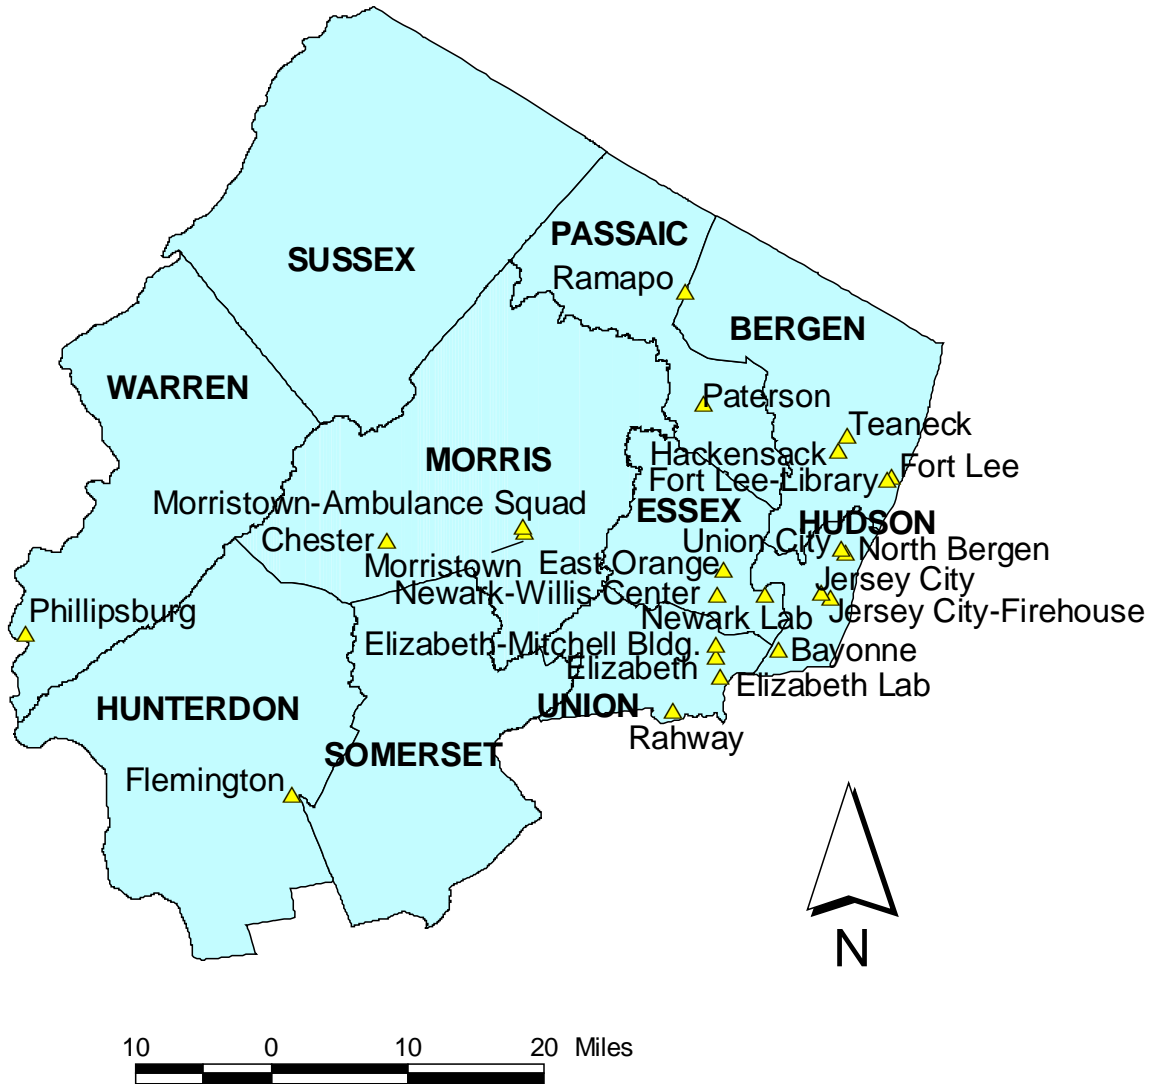 PASSAIC
SUSSEX
Ramapo
BERGEN
WARREN
Paterson
Teaneck
MORRIS
Hackensack
Fort Lee
Fort Lee-Library
Morristown-Ambulance Squad
ESSEX
HUDSON
Chester
Union City
North Bergen
Morristown
East Orange
Jersey City
Newark-Willis Center
Phillipsburg
Jersey City-Firehouse
Newark Lab
Elizabeth-Mitchell Bldg.
Bayonne
Elizabeth
Elizabeth Lab
HUNTERDON
UNION
Rahway
SOMERSET
Flemington
N
10 0 10 20 Miles